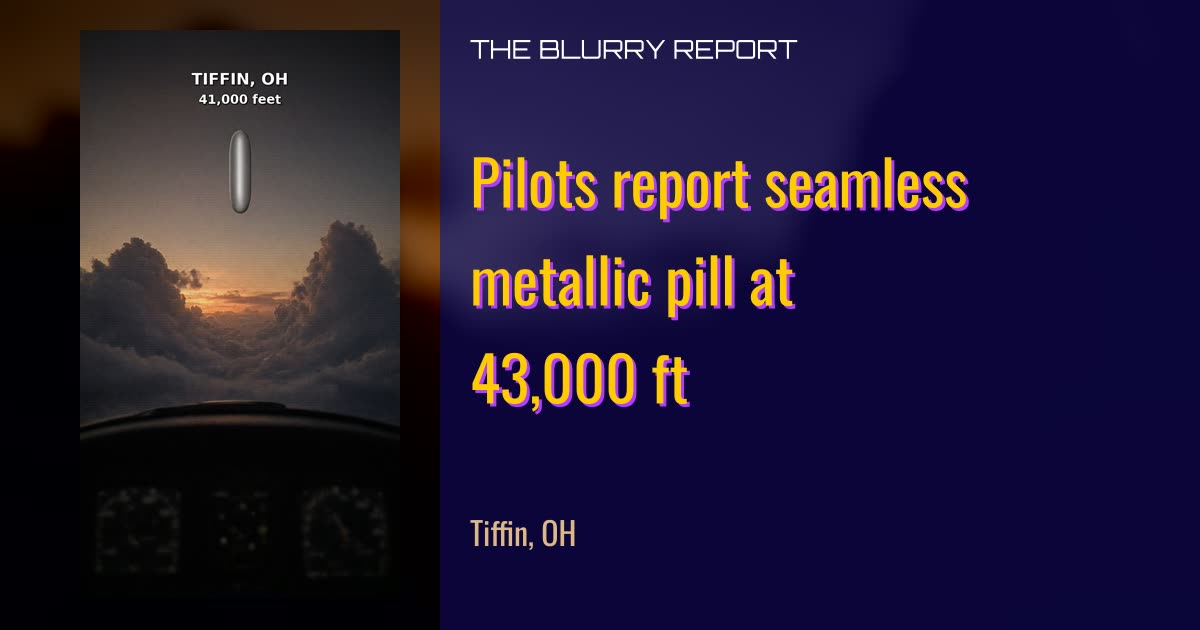 TIFFIN, OH
41,000 feet
THE BLURRY REPORT
Pilots report seamless
metallic pill at
43,000 ft
Tiffin, OH